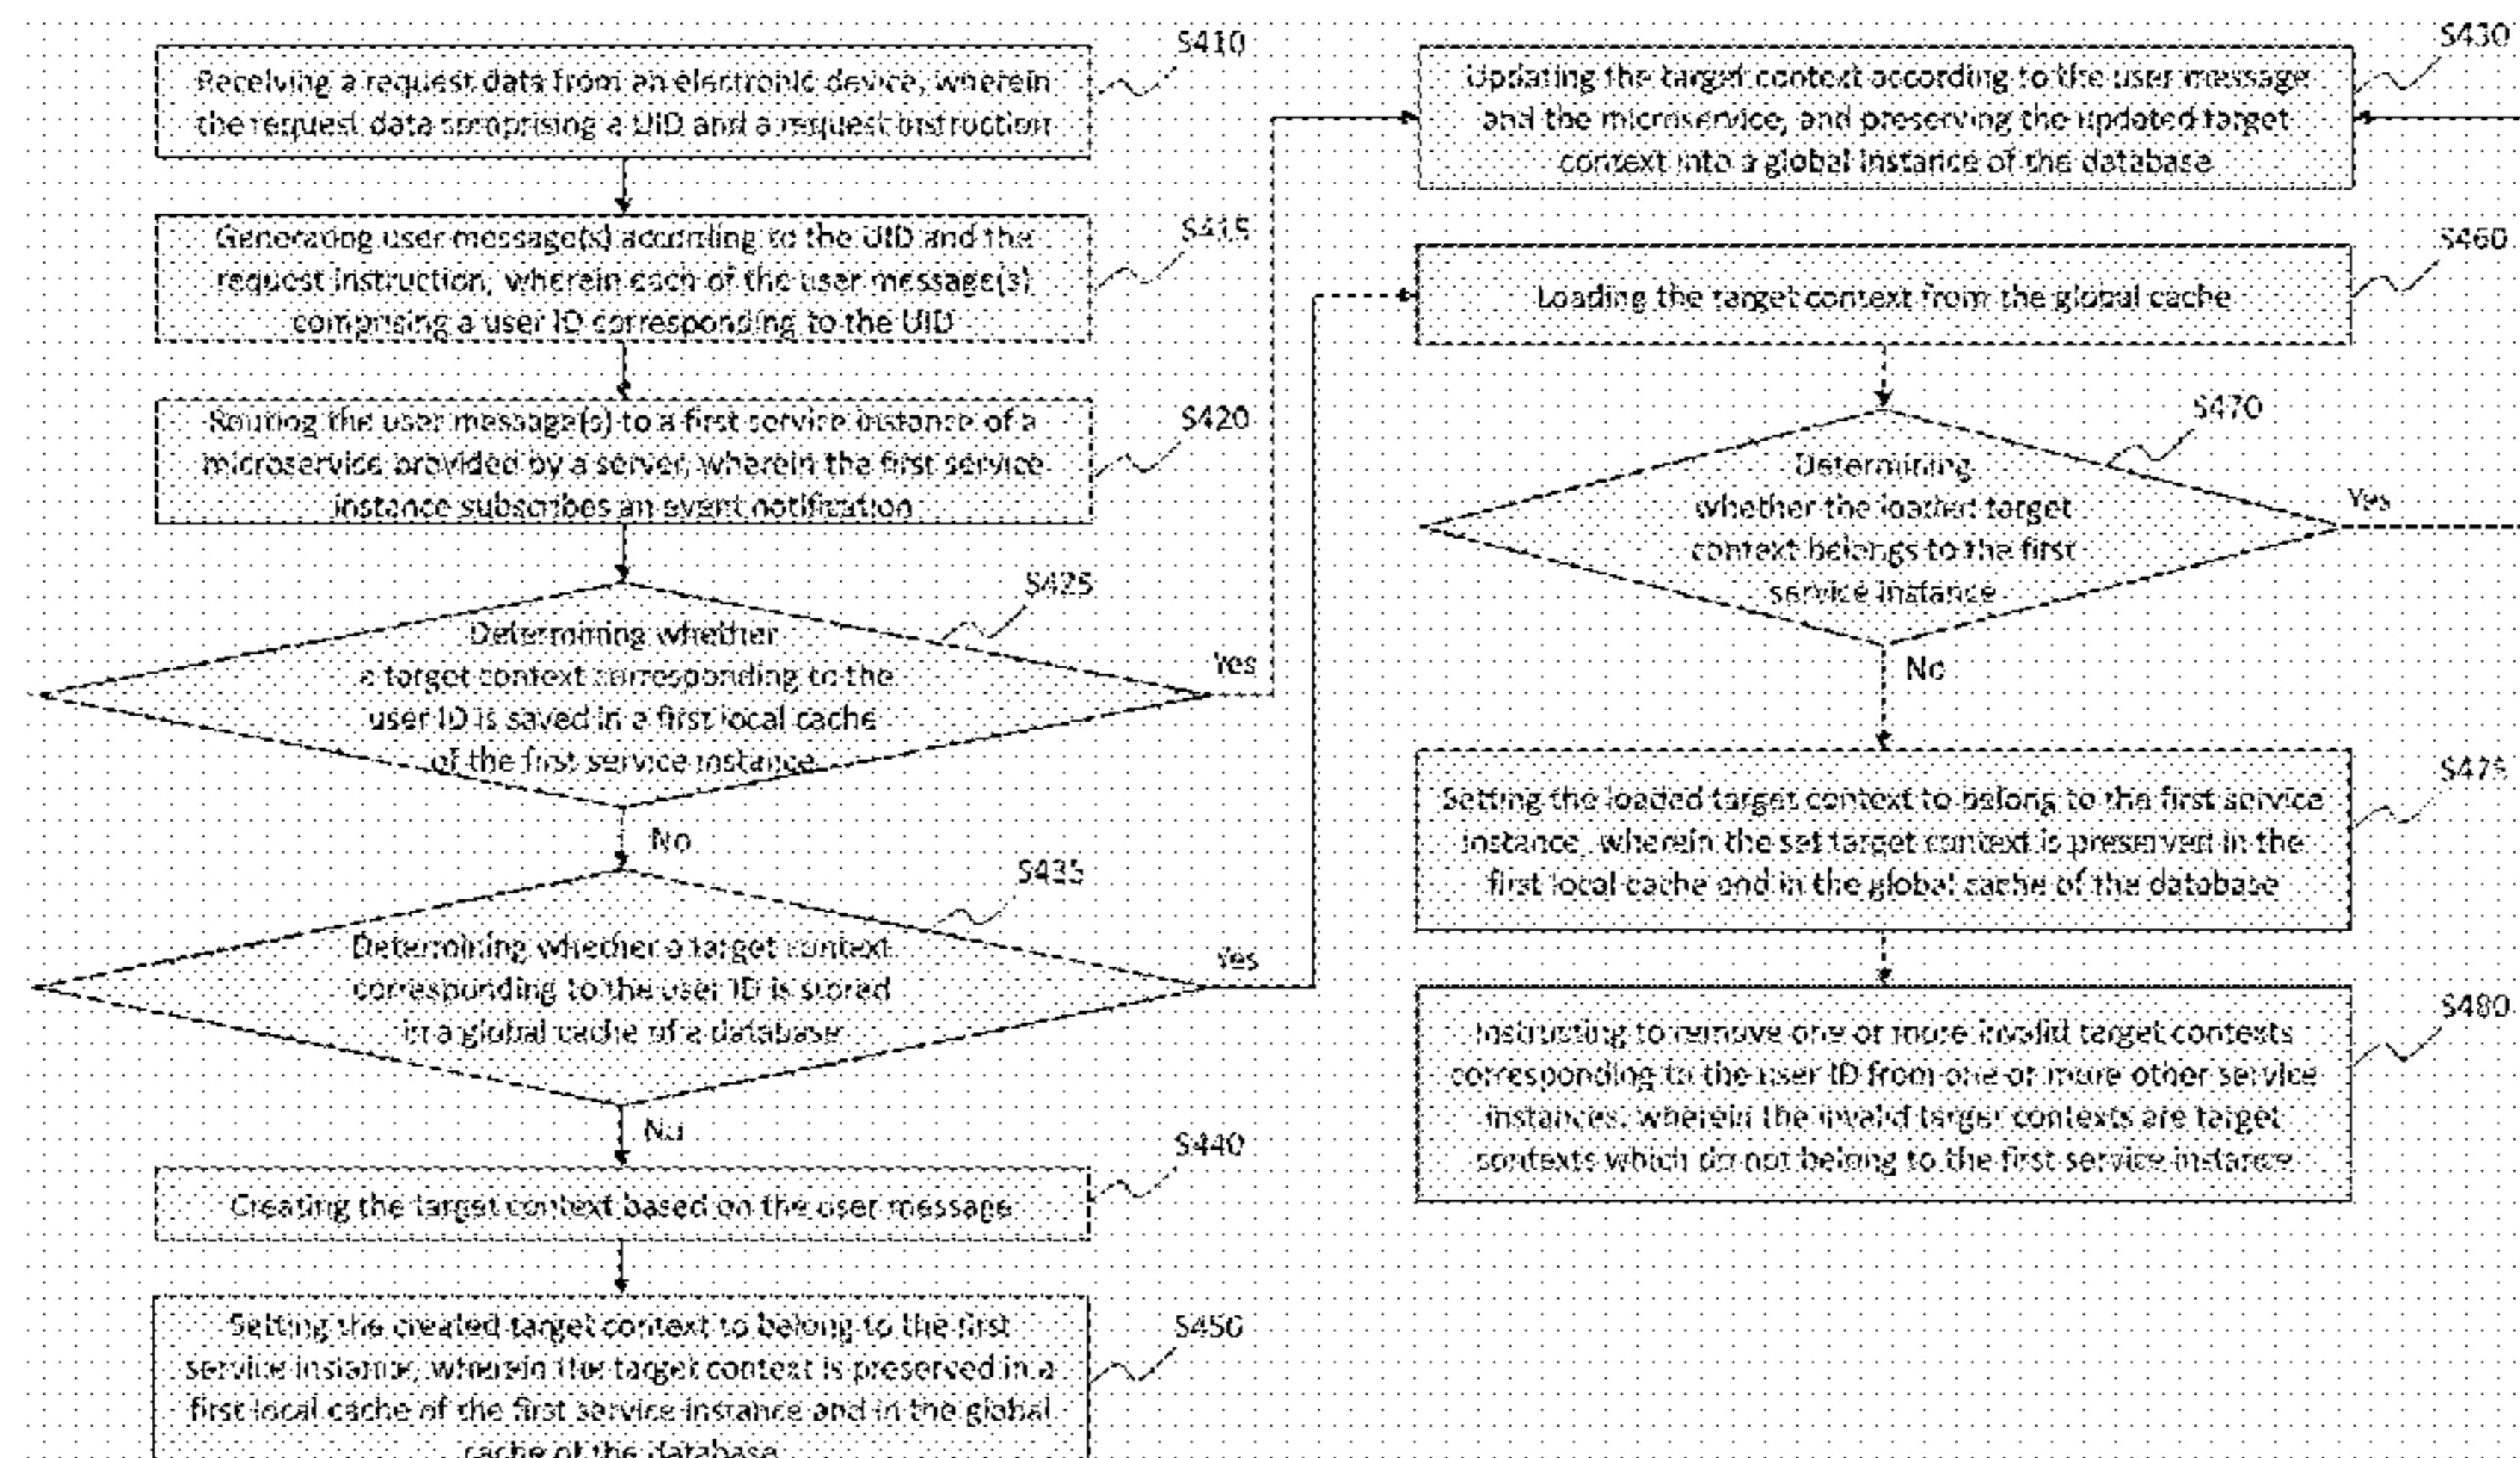 S410
Receiving a request data from an electronic device, wherein
the request data comprising a UID and a request instruction
S415
Generating user message(s) according to the UID and the
request instruction, wherein each of the user message(s)
comprising a user ID corresponding to the UID
S420
Routing the user message(s) to a first service instance of a
microservice provided by a server, wherein the first service
instance subscribes an event notification
S425
Determining whether
a target context corresponding to the
user ID is saved in a first local cache
of the first service instance
Yes
No
S435
Determining whether a target context
corresponding to the user ID is stored
in a global cache of a database
Yes
No
S440
Creating the target context based on the user message
S450
Setting the created target context to belong to the first
service instance, wherein the target context is preserved in a
first local cache of the first service instance and in the global
cache of the database
S430
Updating the target context according to the user message
and the microservice, and preserving the updated target
context into a global instance of the database
S460
Loading the target context from the global cache
S470
Determining
whether the loaded target
context belongs to the first
service instance
Yes
No
S475
Setting the loaded target context to belong to the first service
instance, wherein the set target context is preserved in the
first local cache and in the global cache of the database
S480
Instructing to remove one or more invalid target contexts
corresponding to the user ID from one or more other service
instances, wherein the invalid target contexts are target
contexts which do not belong to the first service instance